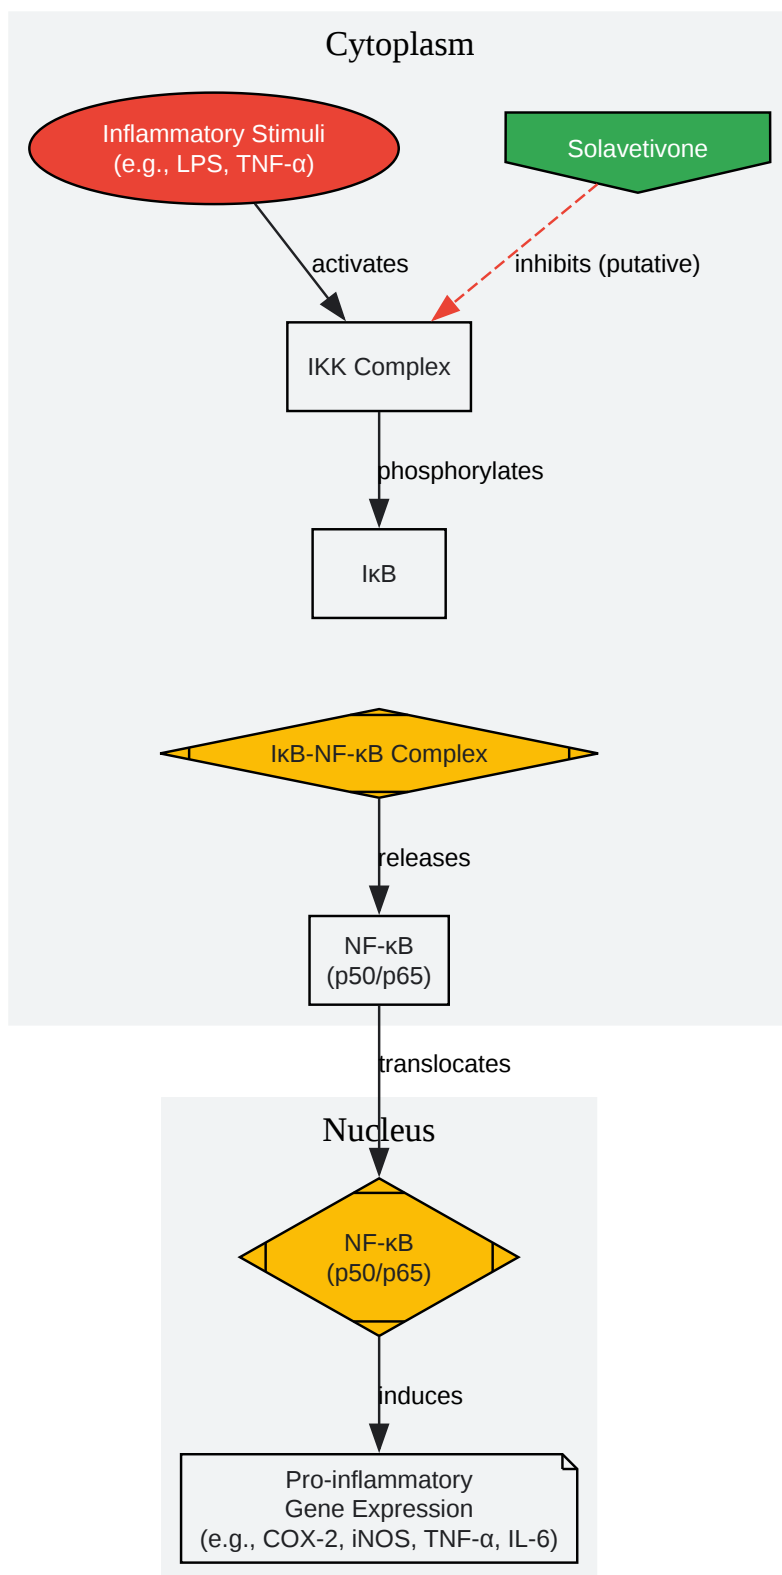 Cytoplasm
Inflammatory Stimuli
(e.g., LPS, TNF-α)
Solavetivone
activates
inhibits (putative)
IKK Complex
phosphorylates
IκB
IκB-NF-κB Complex
releases
NF-κB
(p50/p65)
translocates
Nucleus
NF-κB
(p50/p65)
induces
Pro-inflammatory
Gene Expression
(e.g., COX-2, iNOS, TNF-α, IL-6)